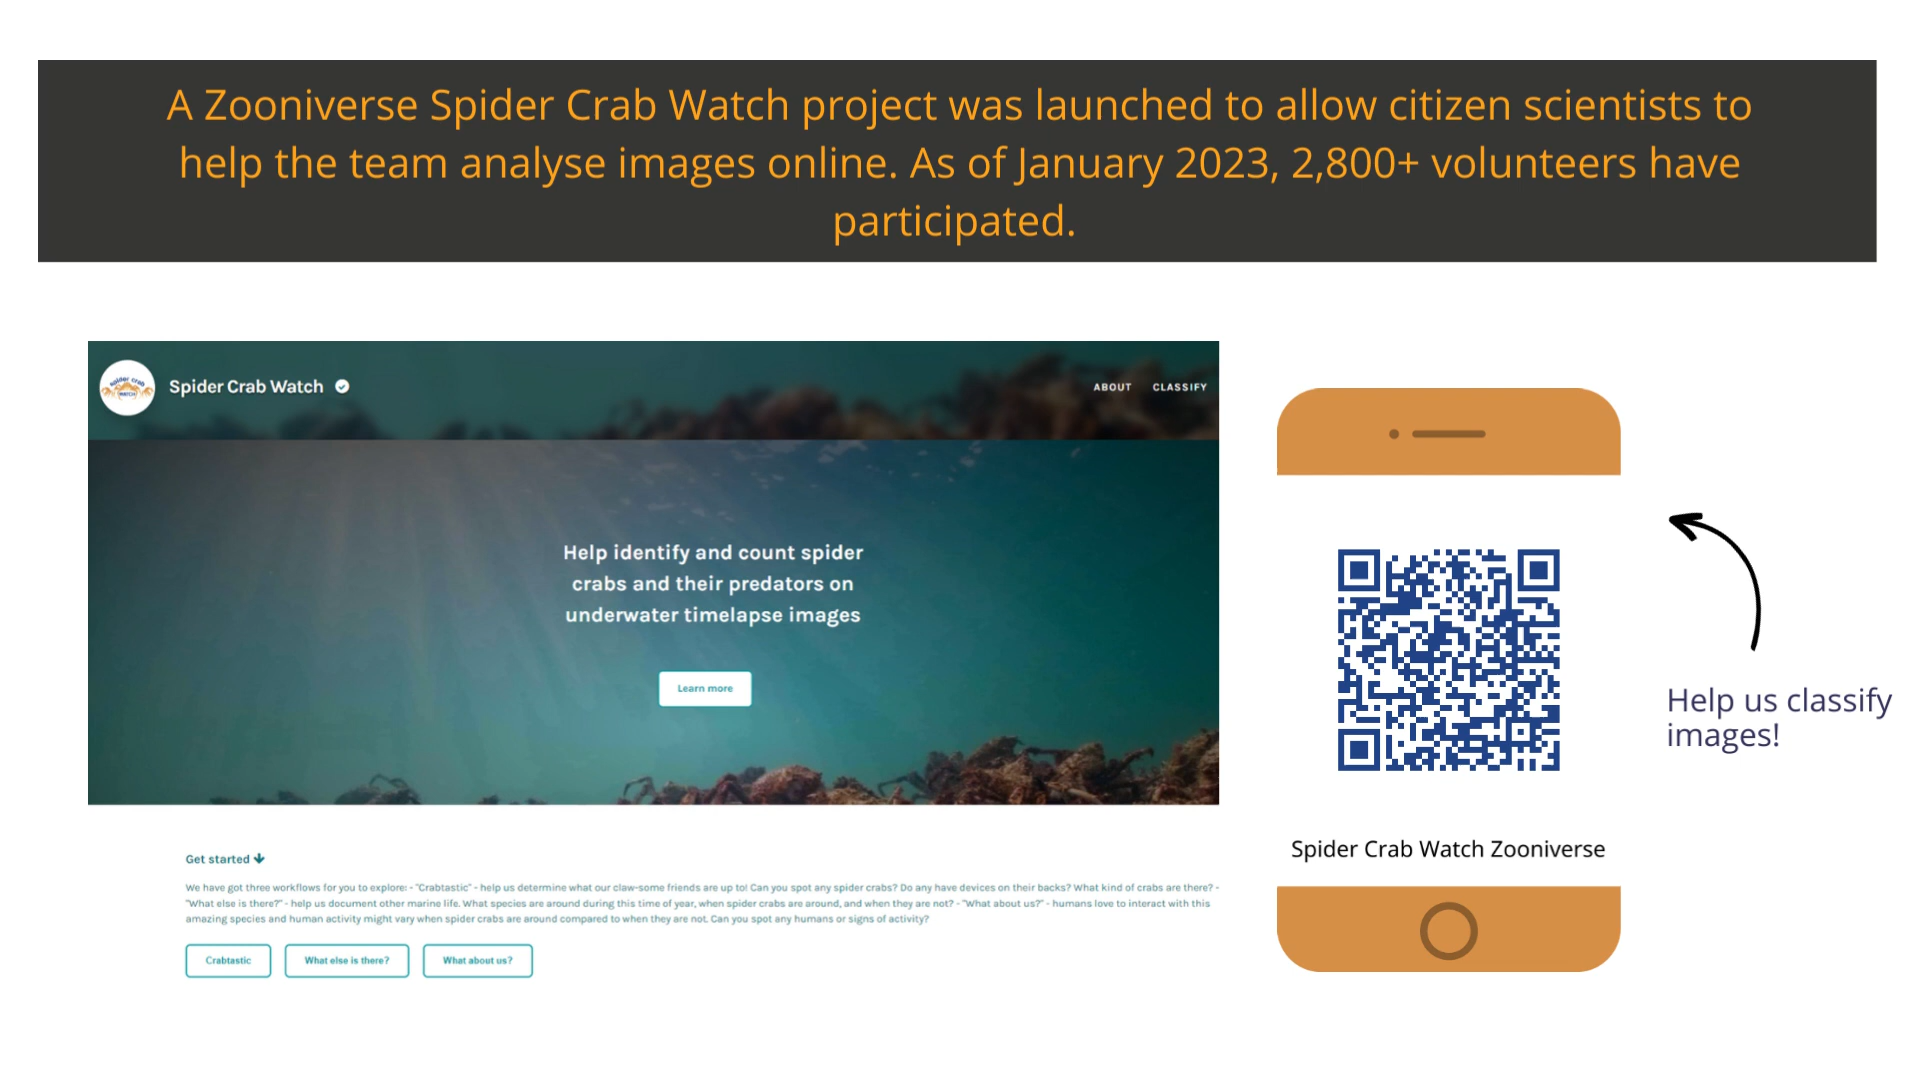 A Zooniverse Spider Crab Watch project was launched to allow citizen scientists to
help the team analyse images online. As of January 2023, 2,800+ volunteers have
participated.
spider crab
WATCH
Spider Crab Watch
ABOUT CLASSIFY
Help identify and count spider
crabs and their predators on
underwater timelapse images
Learn more
Get started
We have got three workflows for you to explore: - "Crabtastic" - help us determine what our claw-some friends are up to! Can you spot any spider crabs? Do any have devices on their backs? What kind of crabs are there? -
"What else is there?" - help us document other marine life. What species are around during this time of year, when spider crabs are around, and when they are not? - "What about us?" - humans love to interact with this
amazing species and human activity might vary when spider crabs are around compared to when they are not. Can you spot any humans or signs of activity?
Crabtastic What else is there? What about us?
Help us classify
images!
Spider Crab Watch Zooniverse